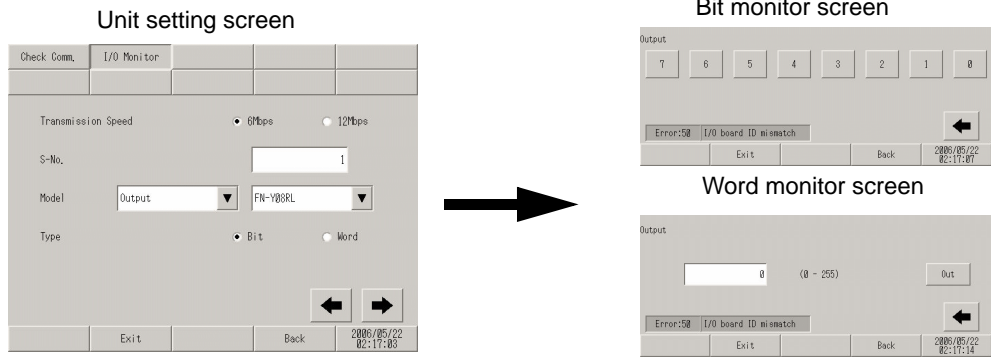 Unit setting screen
Check Comm. I/O Monitor
Transmission Speed 6Mbps 12Mbps
S-No. 1
Model Output FN-Y08RL
Type Bit Word
Exit Back 2006/05/22
02:17:03
Bit monitor screen
Output
7 6 5 4 3 2 1 0
Error:50 I/O board ID mismatch
Exit Back 2006/05/22
02:17:07
Word monitor screen
Output
0 (0 - 255) Out
Error:50 I/O board ID mismatch
Exit Back 2006/05/22
02:17:14